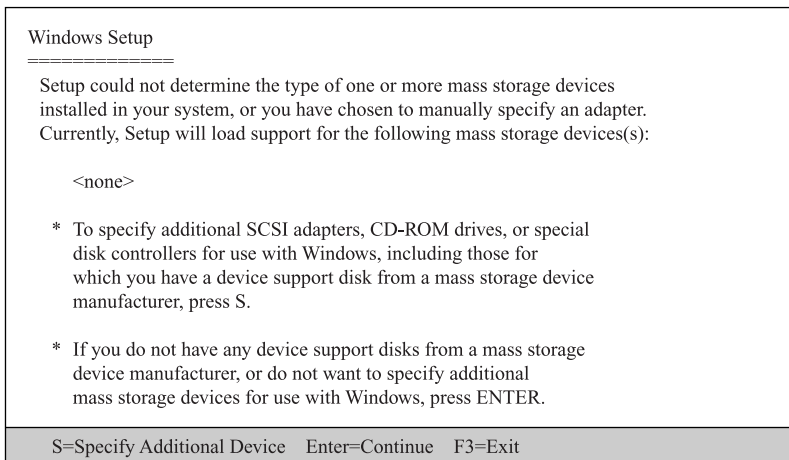 Windows Setup
=============
Setup could not determine the type of one or more mass storage devices
installed in your system, or you have chosen to manually specify an adapter.
Currently, Setup will load support for the following mass storage devices(s):
<none>
* To specify additional SCSI adapters, CD-ROM drives, or special
disk controllers for use with Windows, including those for
which you have a device support disk from a mass storage device
manufacturer, press S.
* If you do not have any device support disks from a mass storage
device manufacturer, or do not want to specify additional
mass storage devices for use with Windows, press ENTER.
S=Specify Additional Device Enter=Continue F3=Exit